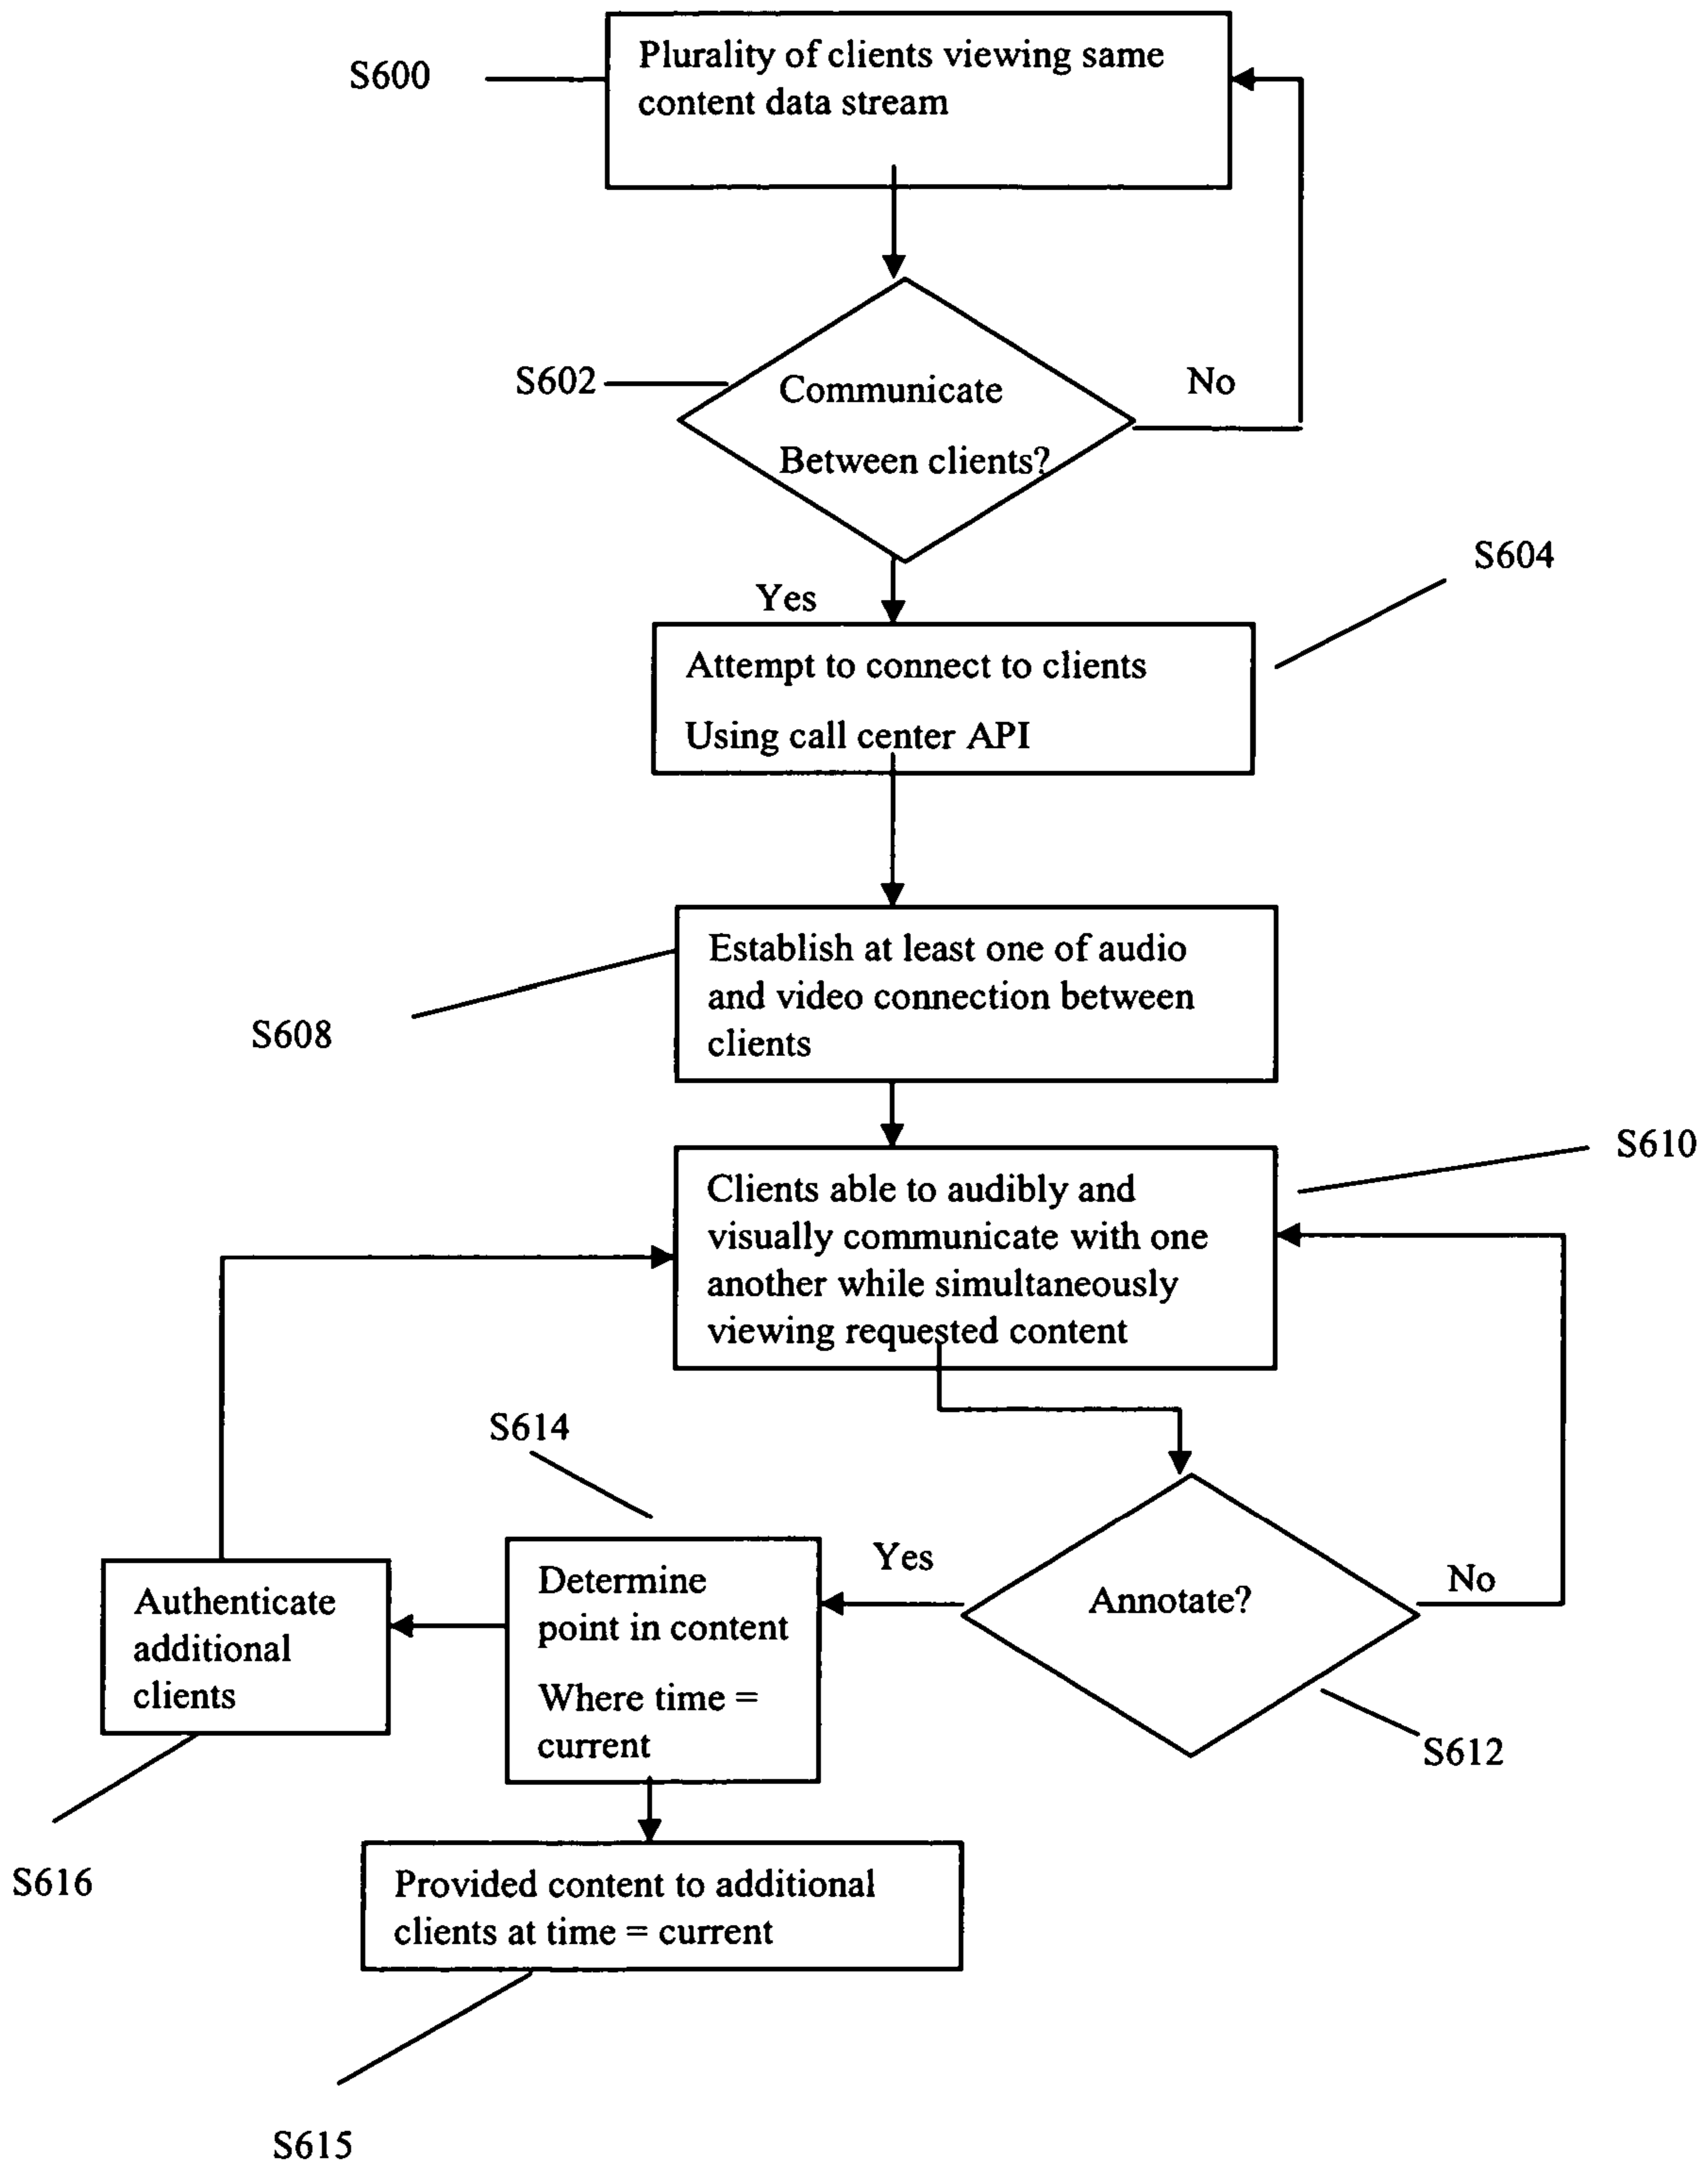 S600
Plurality of clients viewing same
content data stream
S602
Communicate
Between clients?
No
Yes
S604
Attempt to connect to clients
Using call center API
Establish at least one of audio
and video connection between
clients
S608
S610
Clients able to audibly and
visually communicate with one
another while simultaneously
viewing requested content
S614
Yes
Annotate?
No
Determine
point in content
Where time =
current
Authenticate
additional
clients
S612
S616
Provided content to additional
clients at time = current
S615